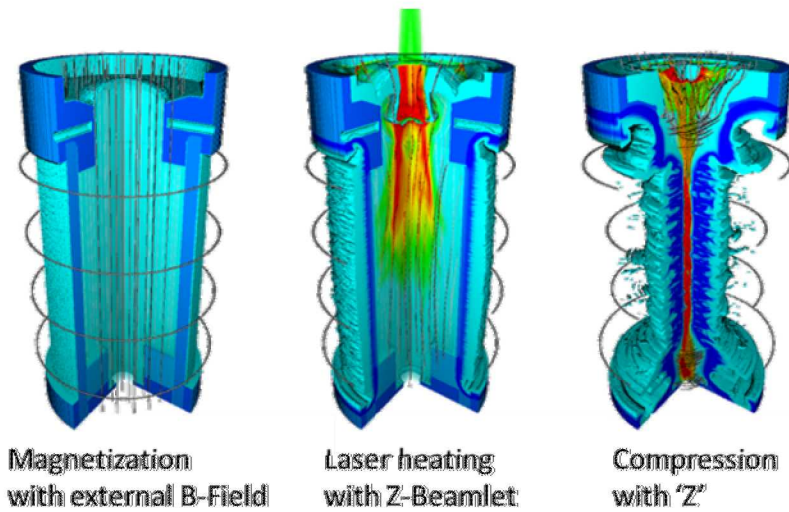 Magnetization
with external B-Field
Laser heating
with Z-Beamlet
Compression
with ‘Z’